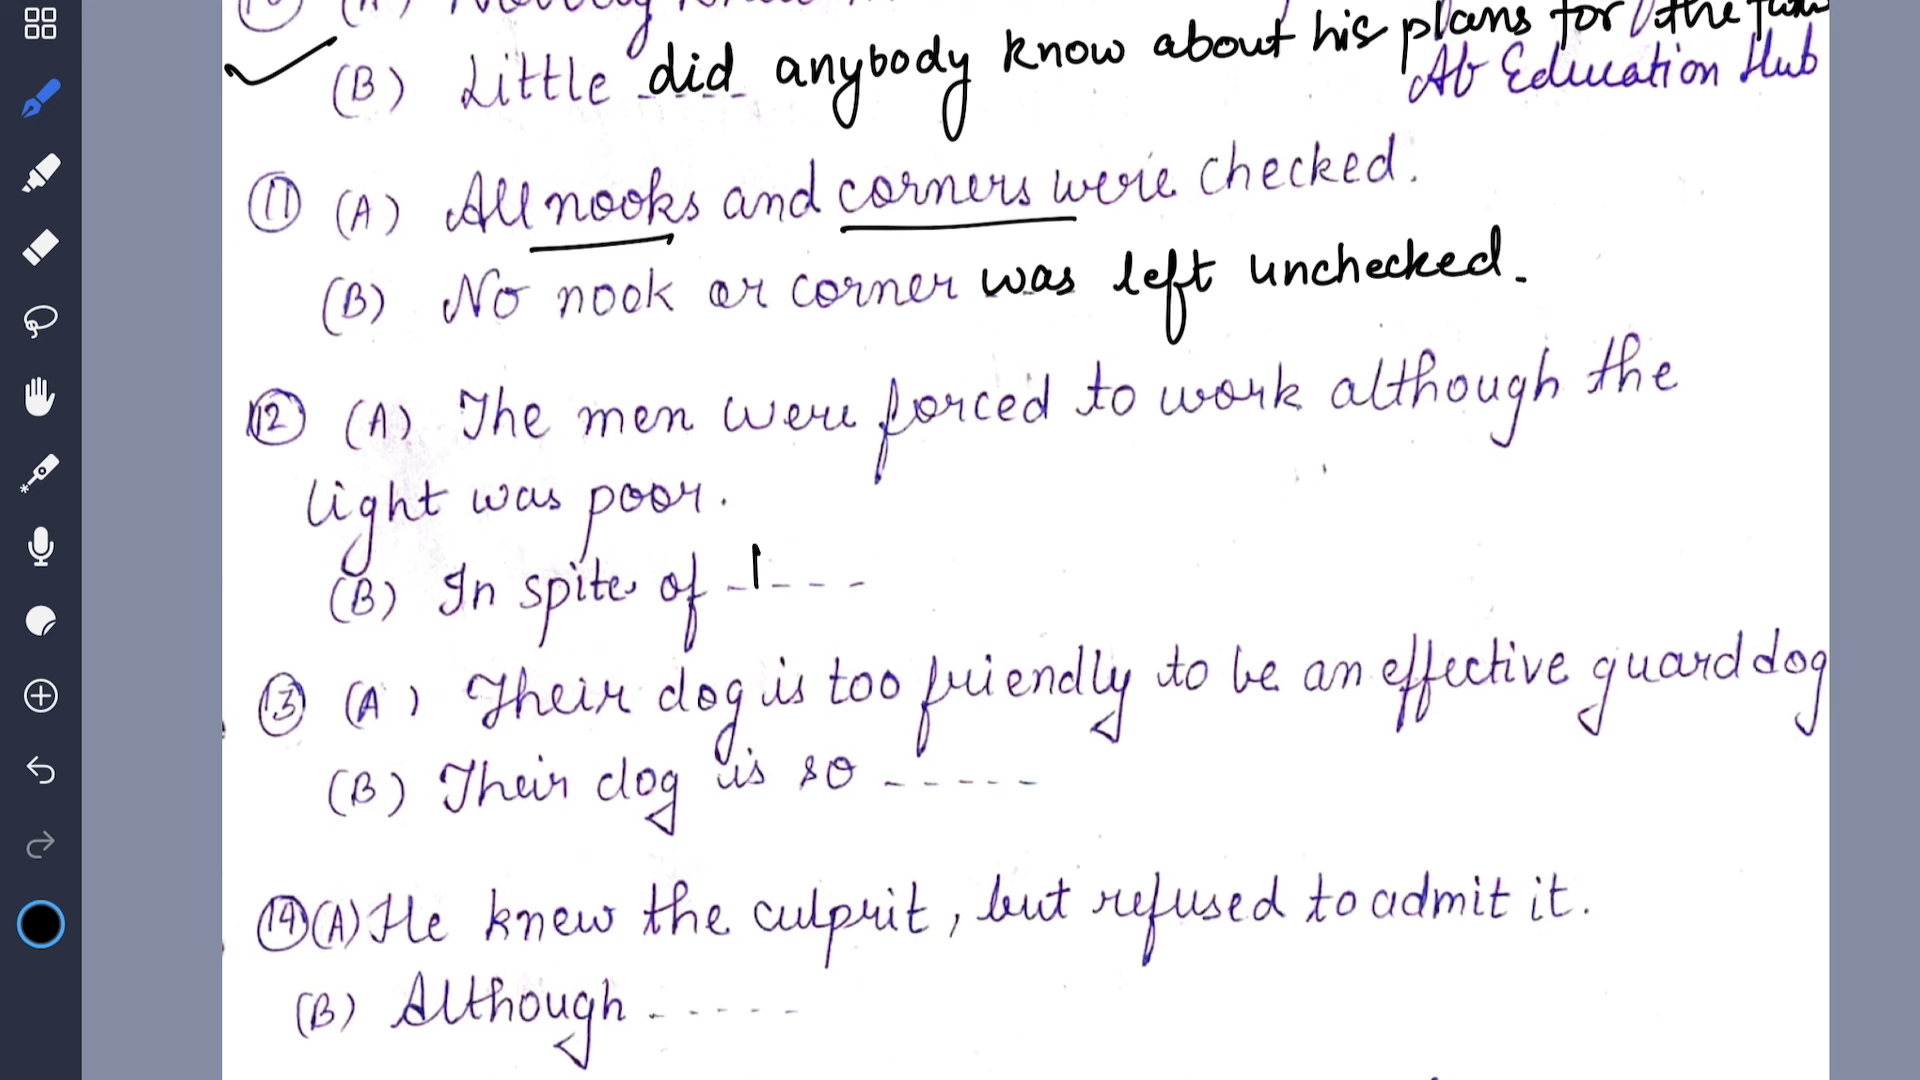 (B) Little did anybody know about his plans for the
Ab Education Hub
11 (A) All nooks and corners were checked.
(B) No nook or corner was left unchecked.
12 (A) The men were forced to work although the
light was poor.
(B) In spite of - - - -
13 (A) Their dog is too friendly to be an effective guard dog
(B) Their dog is so - - - - -
14 (A) He knew the culprit, but refused to admit it.
(B) Although - - - - -